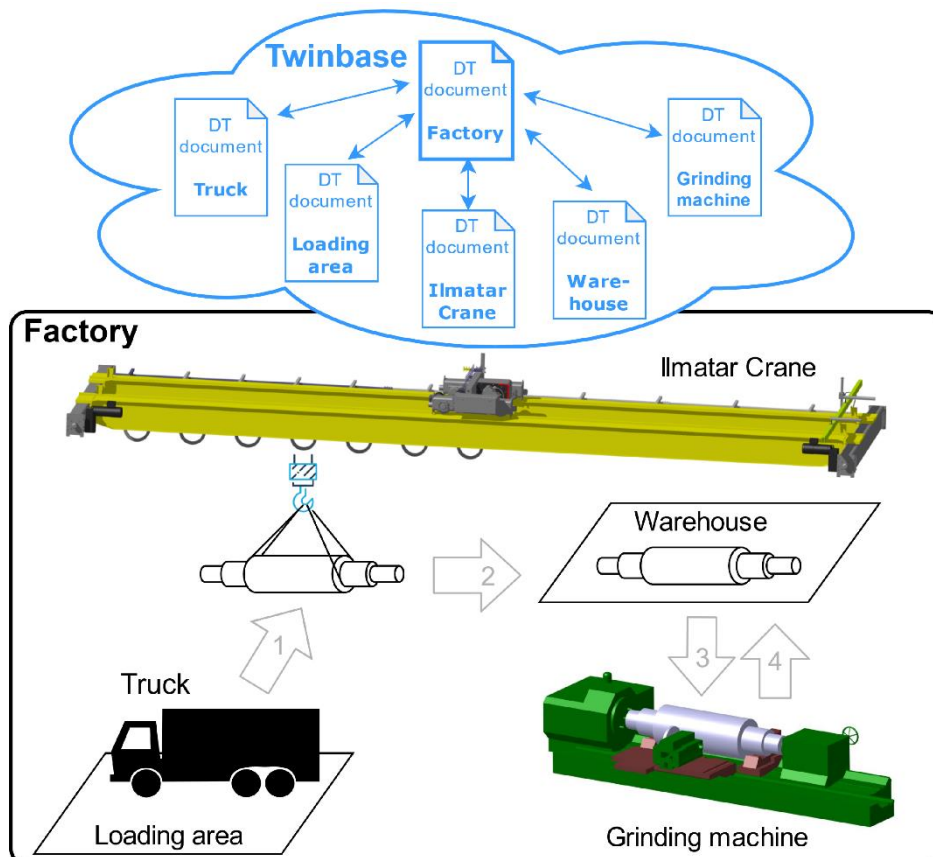 Twinbase
DT
document
Factory
DT
document
Truck
DT
document
Loading
area
DT
document
Ilmatar
Crane
DT
document
Ware-
house
DT
document
Grinding
machine
Factory
Ilmatar Crane
Warehouse
2
1
3
4
Truck
Loading area
Grinding machine